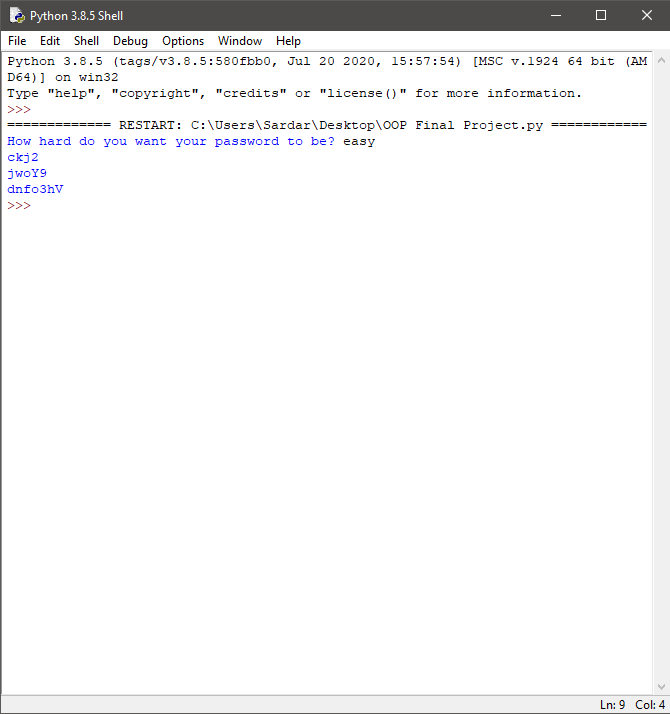 Python 3.8.5 Shell
File Edit Shell Debug Options Window Help
Python 3.8.5 (tags/v3.8.5:580fbb0, Jul 20 2020, 15:57:54) [MSC v.1924 64 bit (AM
D64)] on win32
Type "help", "copyright", "credits" or "license()" for more information.
>>>
============= RESTART: C:\Users\Sardar\Desktop\OOP Final Project.py ============
How hard do you want your password to be? easy
ckj2
jwoY9
dnfo3hV
>>>
Ln: 9 Col: 4